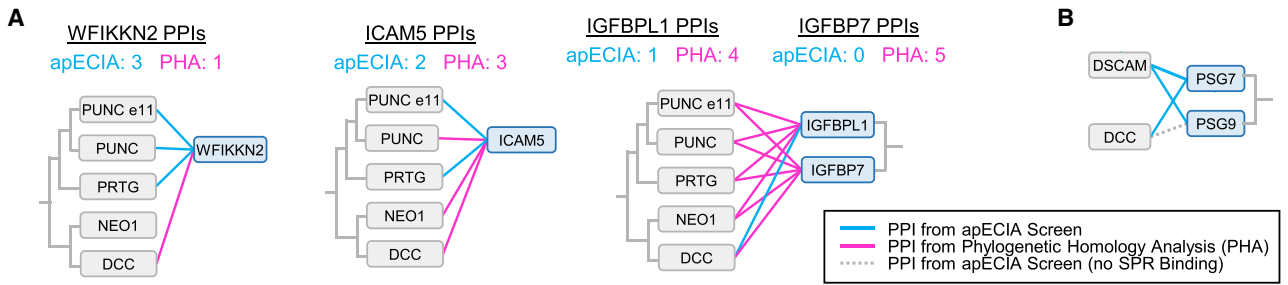 A
WFIKKN2 PPIs
apECIA: 3 PHA: 1
PUNC e11
PUNC
PRTG
NEO1
DCC
WFIKKN2
ICAM5 PPIs
apECIA: 2 PHA: 3
PUNC e11
PUNC
PRTG
NEO1
DCC
ICAM5
IGFBPL1 PPIs
apECIA: 1 PHA: 4
IGFBP7 PPIs
apECIA: 0 PHA: 5
PUNC e11
PUNC
PRTG
NEO1
DCC
IGFBPL1
IGFBP7
B
DSCAM
DCC
PSG7
PSG9
PPI from apECIA Screen
PPI from Phylogenetic Homology Analysis (PHA)
PPI from apECIA Screen (no SPR Binding)